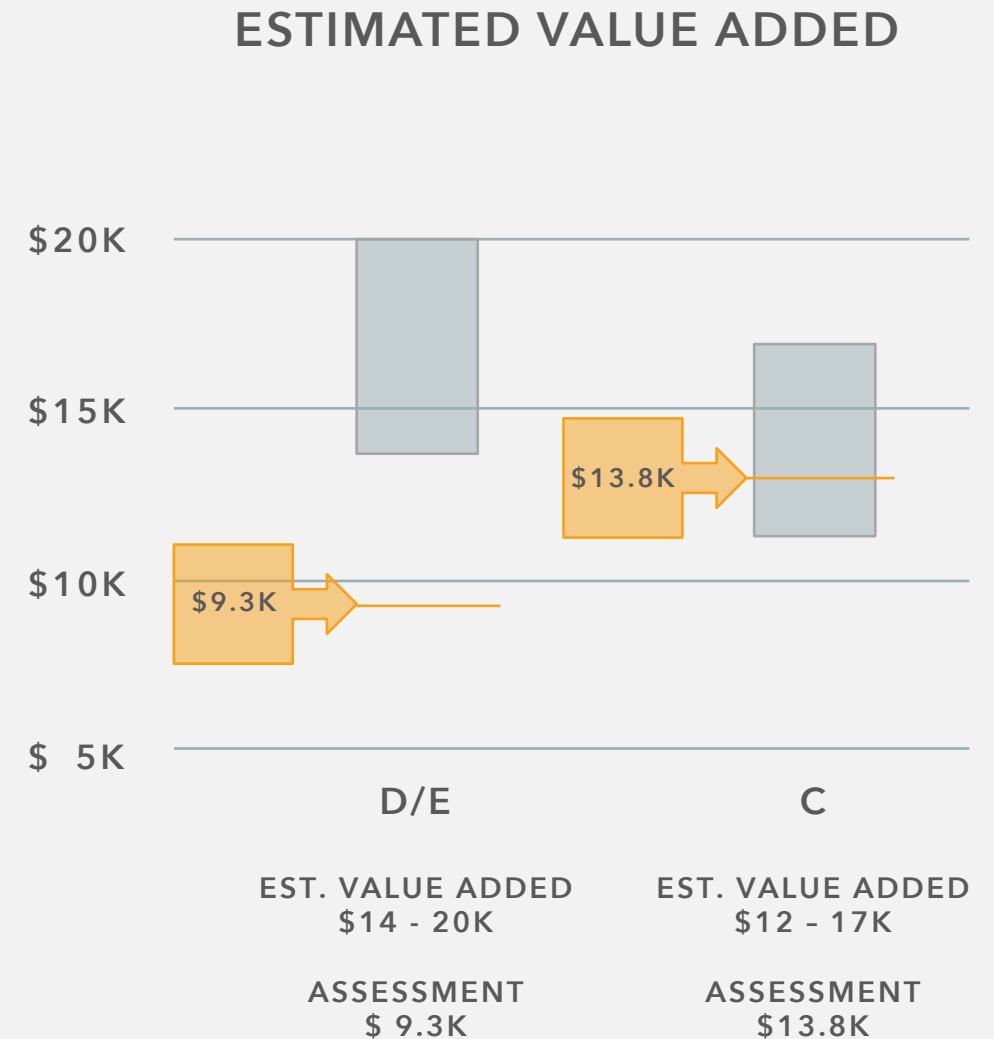 ESTIMATED VALUE ADDED
$20K
$15K
$13.8K
$10K
$9.3K
$ 5K
D/E C
EST. VALUE ADDED EST. VALUE ADDED
$14 - 20K $12 – 17K
ASSESSMENT ASSESSMENT
$ 9.3K $13.8K